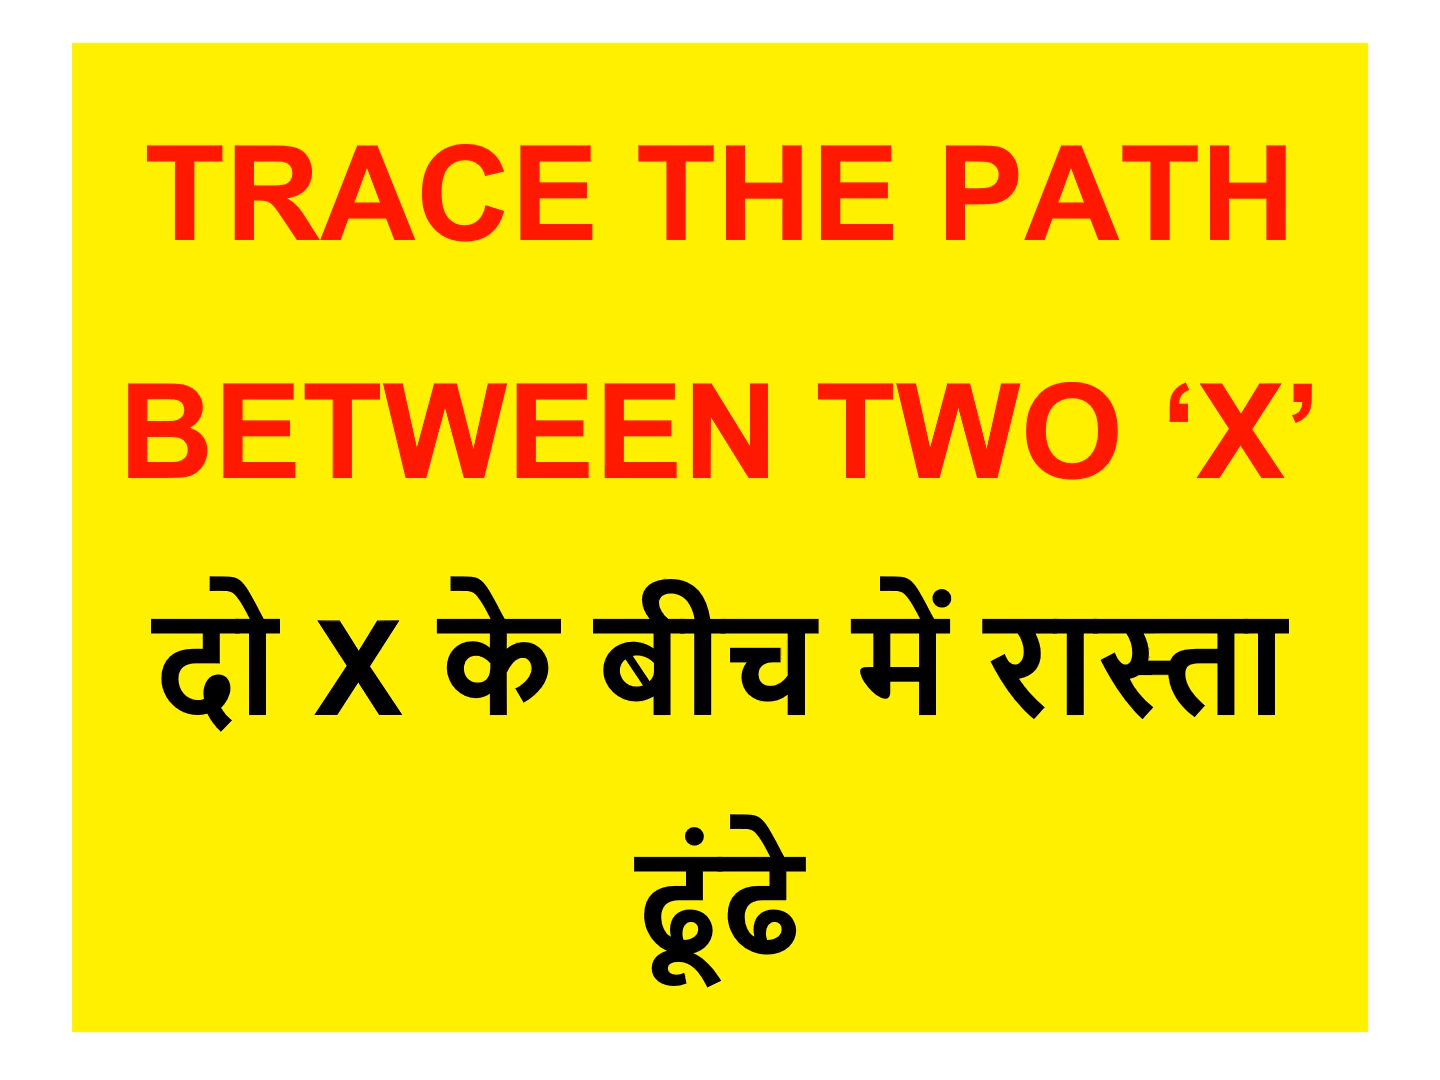 TRACE THE PATH
BETWEEN TWO ‘X’
दो X के बीच में रास्ता
ढूंढे